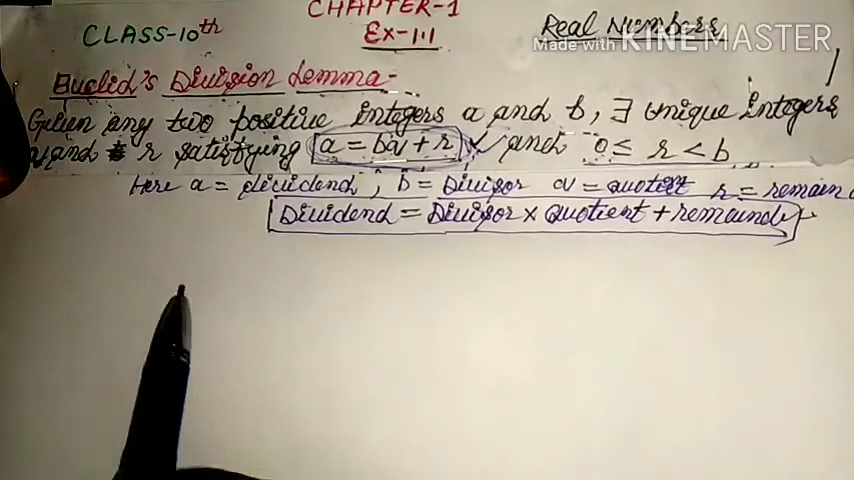 CHAPTER-1
CLASS-10th Ex-1.1 Real Numbers
Made with KINEMASTER
Euclid's Division Lemma-
Given any two positive integers a and b, ∃ unique integers
q and r satisfying a = bq + r and 0 ≤ r < b
Here a = dividend, b = Divisor q = quotient r = remain
Dividend = Divisor × Quotient + remainder